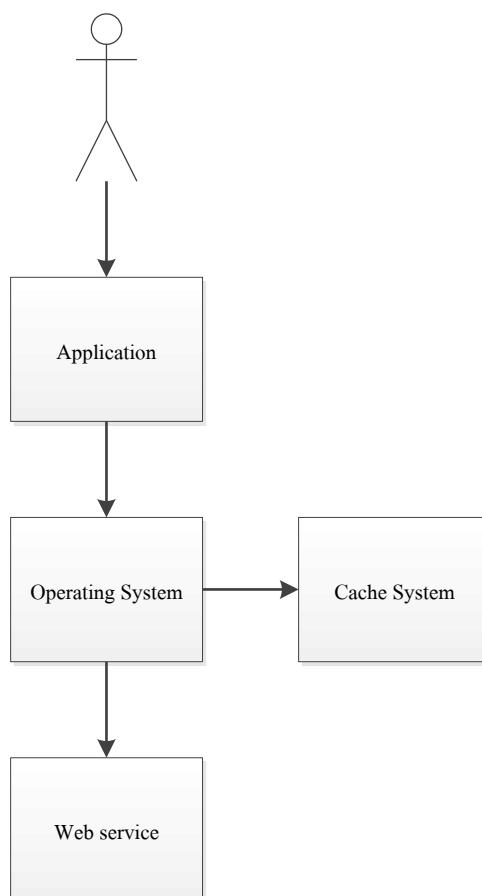 Application
Operating System
Cache System
Web service